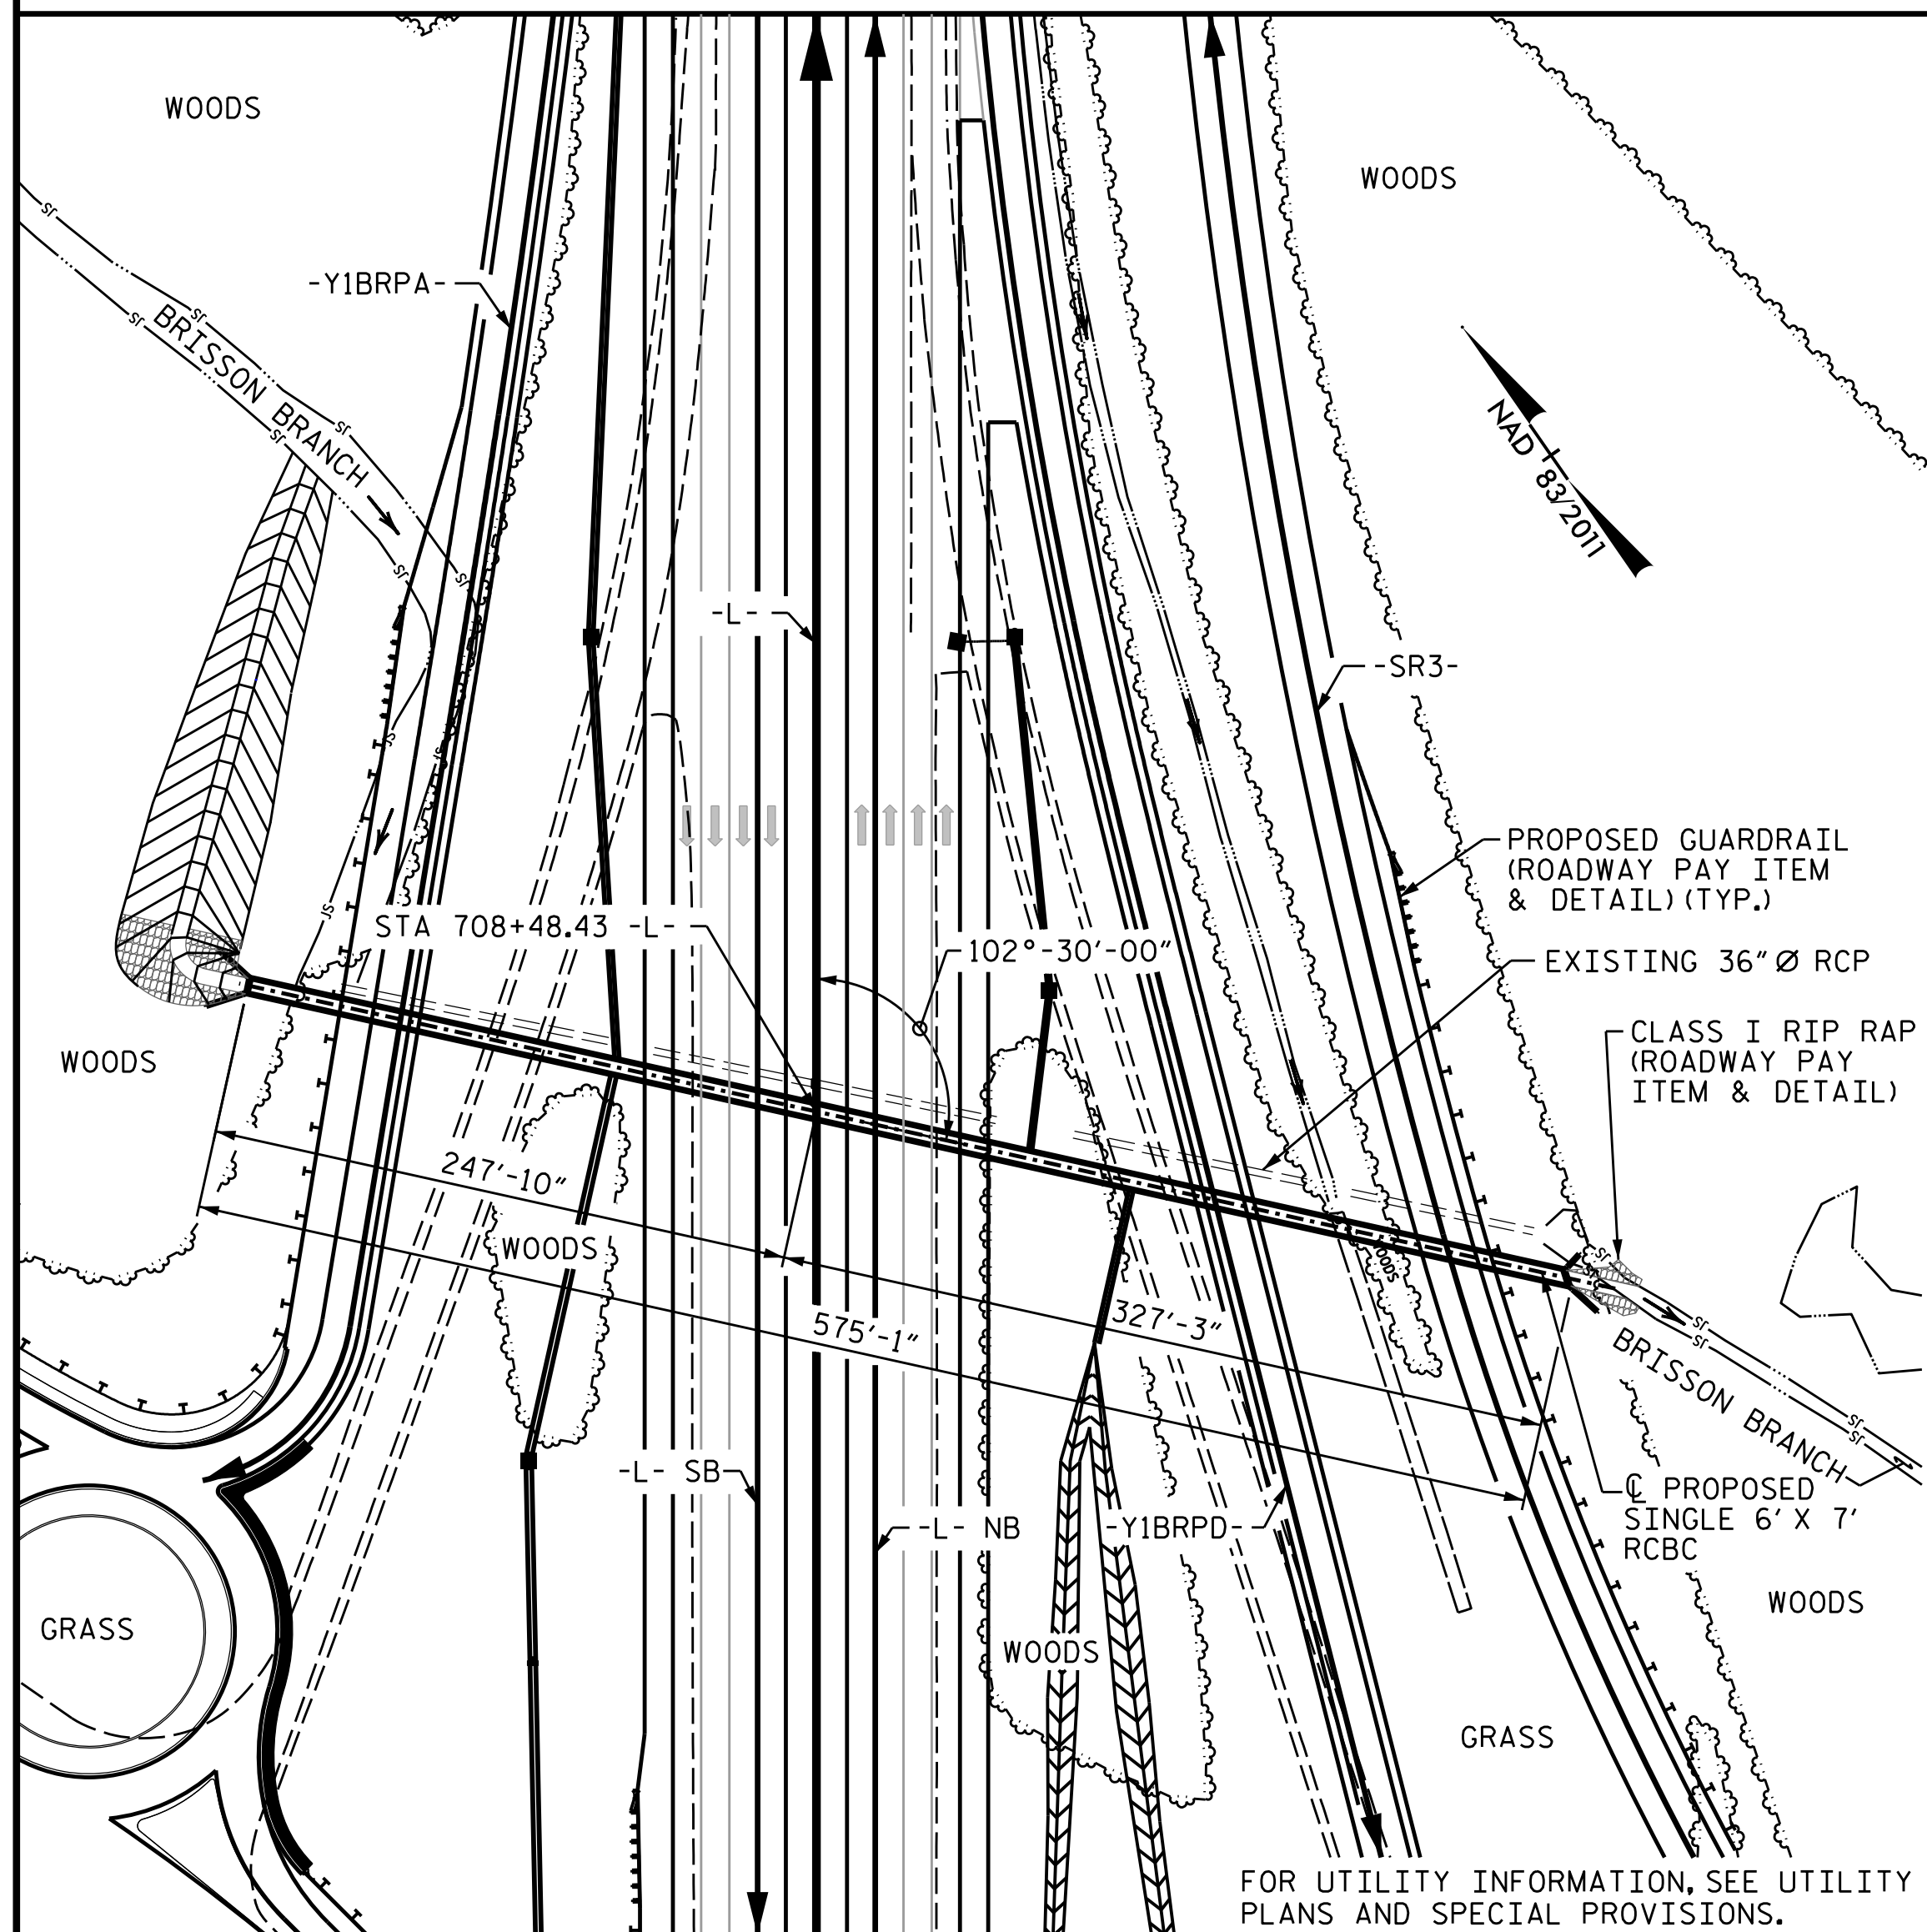 WOODS
WOODS
-Y1BRPA-
BRISSON BRANCH
NAD 83/2011
-L-
-SR3-
PROPOSED GUARDRAIL
(ROADWAY PAY ITEM
& DETAIL) (TYP.)
STA 708+48.43 -L-
102°-30'-00"
EXISTING 36" Ø RCP
CLASS I RIP RAP
(ROADWAY PAY
ITEM & DETAIL)
WOODS
247'-10"
WOODS
WOODS
575'-1"
327'-3"
BRISSON BRANCH
-L- SB
-L- NB
-Y1BRPD-
℄ PROPOSED
SINGLE 6' X 7'
RCBC
GRASS
WOODS
WOODS
GRASS
FOR UTILITY INFORMATION, SEE UTILITY
PLANS AND SPECIAL PROVISIONS.